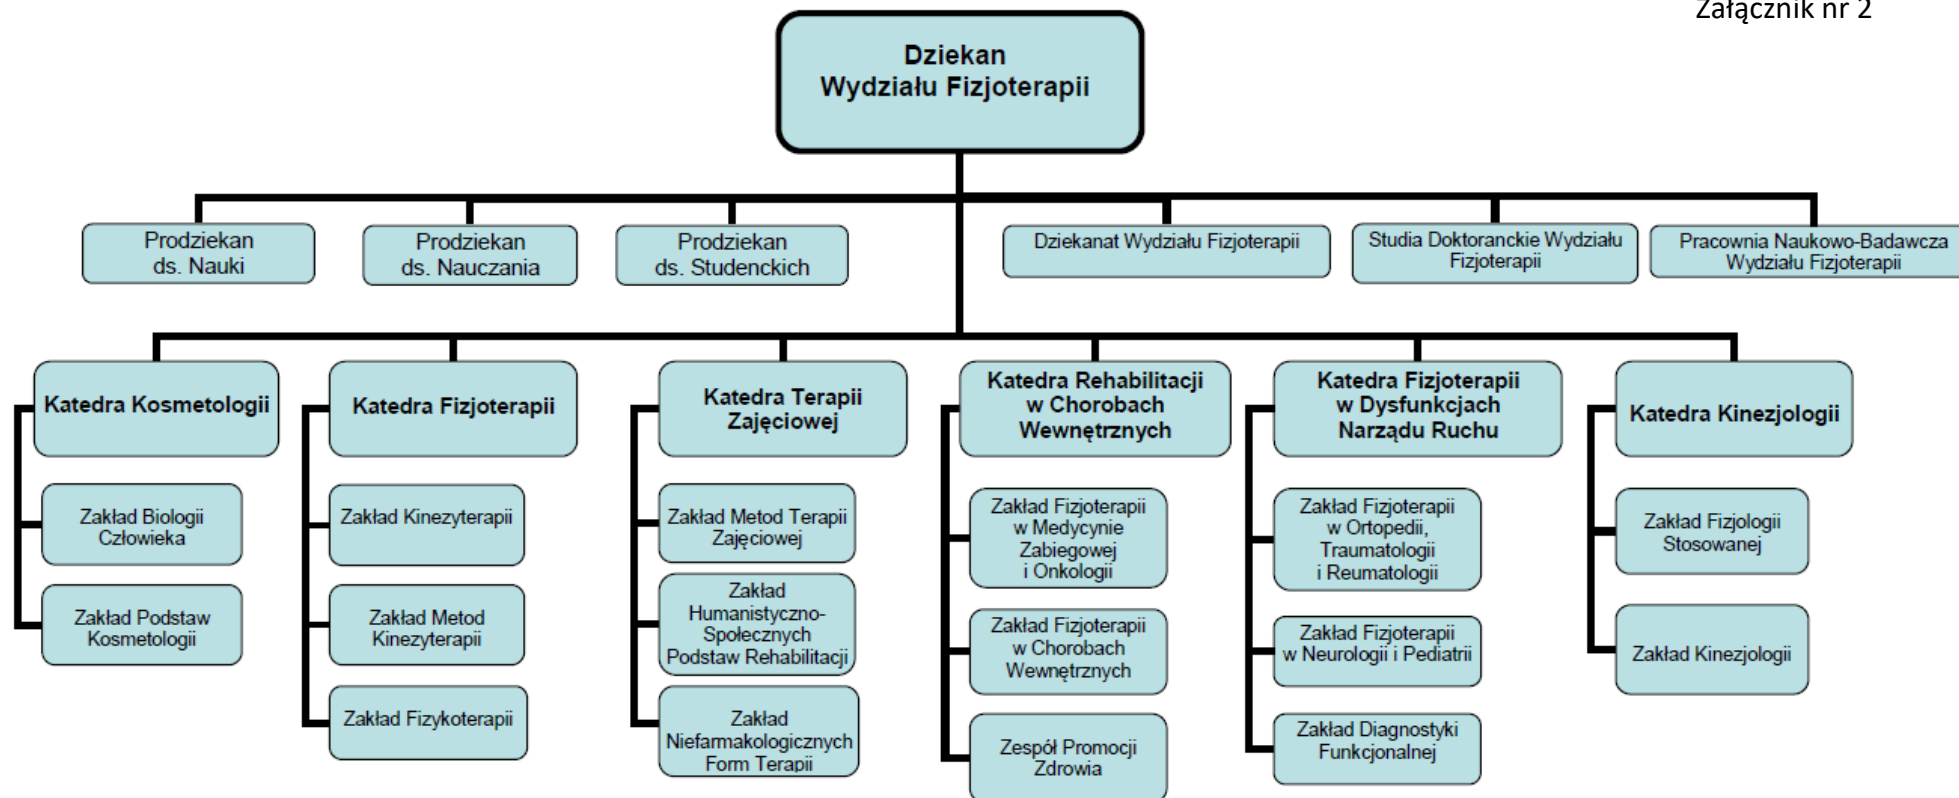 Załącznik nr 2
Dziekan
Wydziału Fizjoterapii
Prodziekan
ds. Nauki
Prodziekan
ds. Nauczania
Prodziekan
ds. Studenckich
Dziekanat Wydziału Fizjoterapii
Studia Doktoranckie Wydziału
Fizjoterapii
Pracownia Naukowo-Badawcza
Wydziału Fizjoterapii
Katedra Kosmetologii
Zakład Biologii
Człowieka
Zakład Podstaw
Kosmetologii
Katedra Fizjoterapii
Zakład Kinezyterapii
Zakład Metod
Kinezyterapii
Zakład Fizykoterapii
Katedra Terapii
Zajęciowej
Zakład Metod Terapii
Zajęciowej
Zakład
Humanistyczno-
Społecznych
Podstaw Rehabilitacji
Zakład
Niefarmakologicznych
Form Terapii
Katedra Rehabilitacji
w Chorobach
Wewnętrznych
Zakład Fizjoterapii
w Medycynie
Zabiegowej
i Onkologii
Zakład Fizjoterapii
w Chorobach
Wewnętrznych
Zespół Promocji
Zdrowia
Katedra Fizjoterapii
w Dysfunkcjach
Narządu Ruchu
Zakład Fizjoterapii
w Ortopedii,
Traumatologii
i Reumatologii
Zakład Fizjoterapii
w Neurologii i Pediatrii
Zakład Diagnostyki
Funkcjonalnej
Katedra Kinezjologii
Zakład Fizjologii
Stosowanej
Zakład Kinezjologii